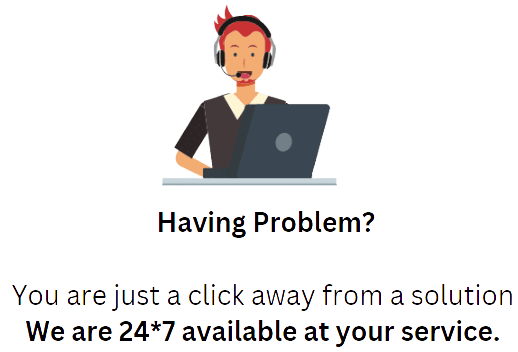 Having Problem?
You are just a click away from a solution
We are 24*7 available at your service.